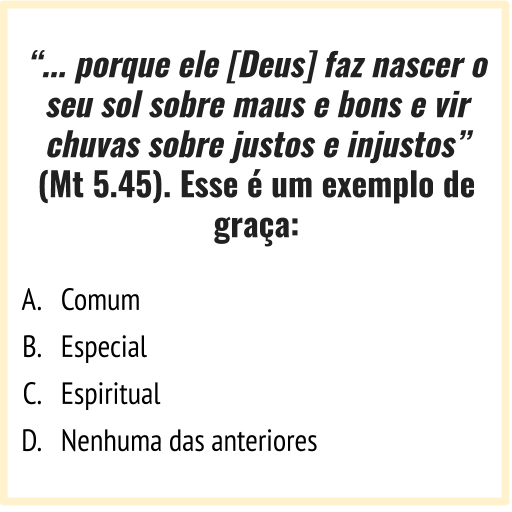 “... porque ele [Deus] faz nascer o
seu sol sobre maus e bons e vir
chuvas sobre justos e injustos”
(Mt 5.45). Esse é um exemplo de
graça:
A. Comum
B. Especial
C. Espiritual
D. Nenhuma das anteriores